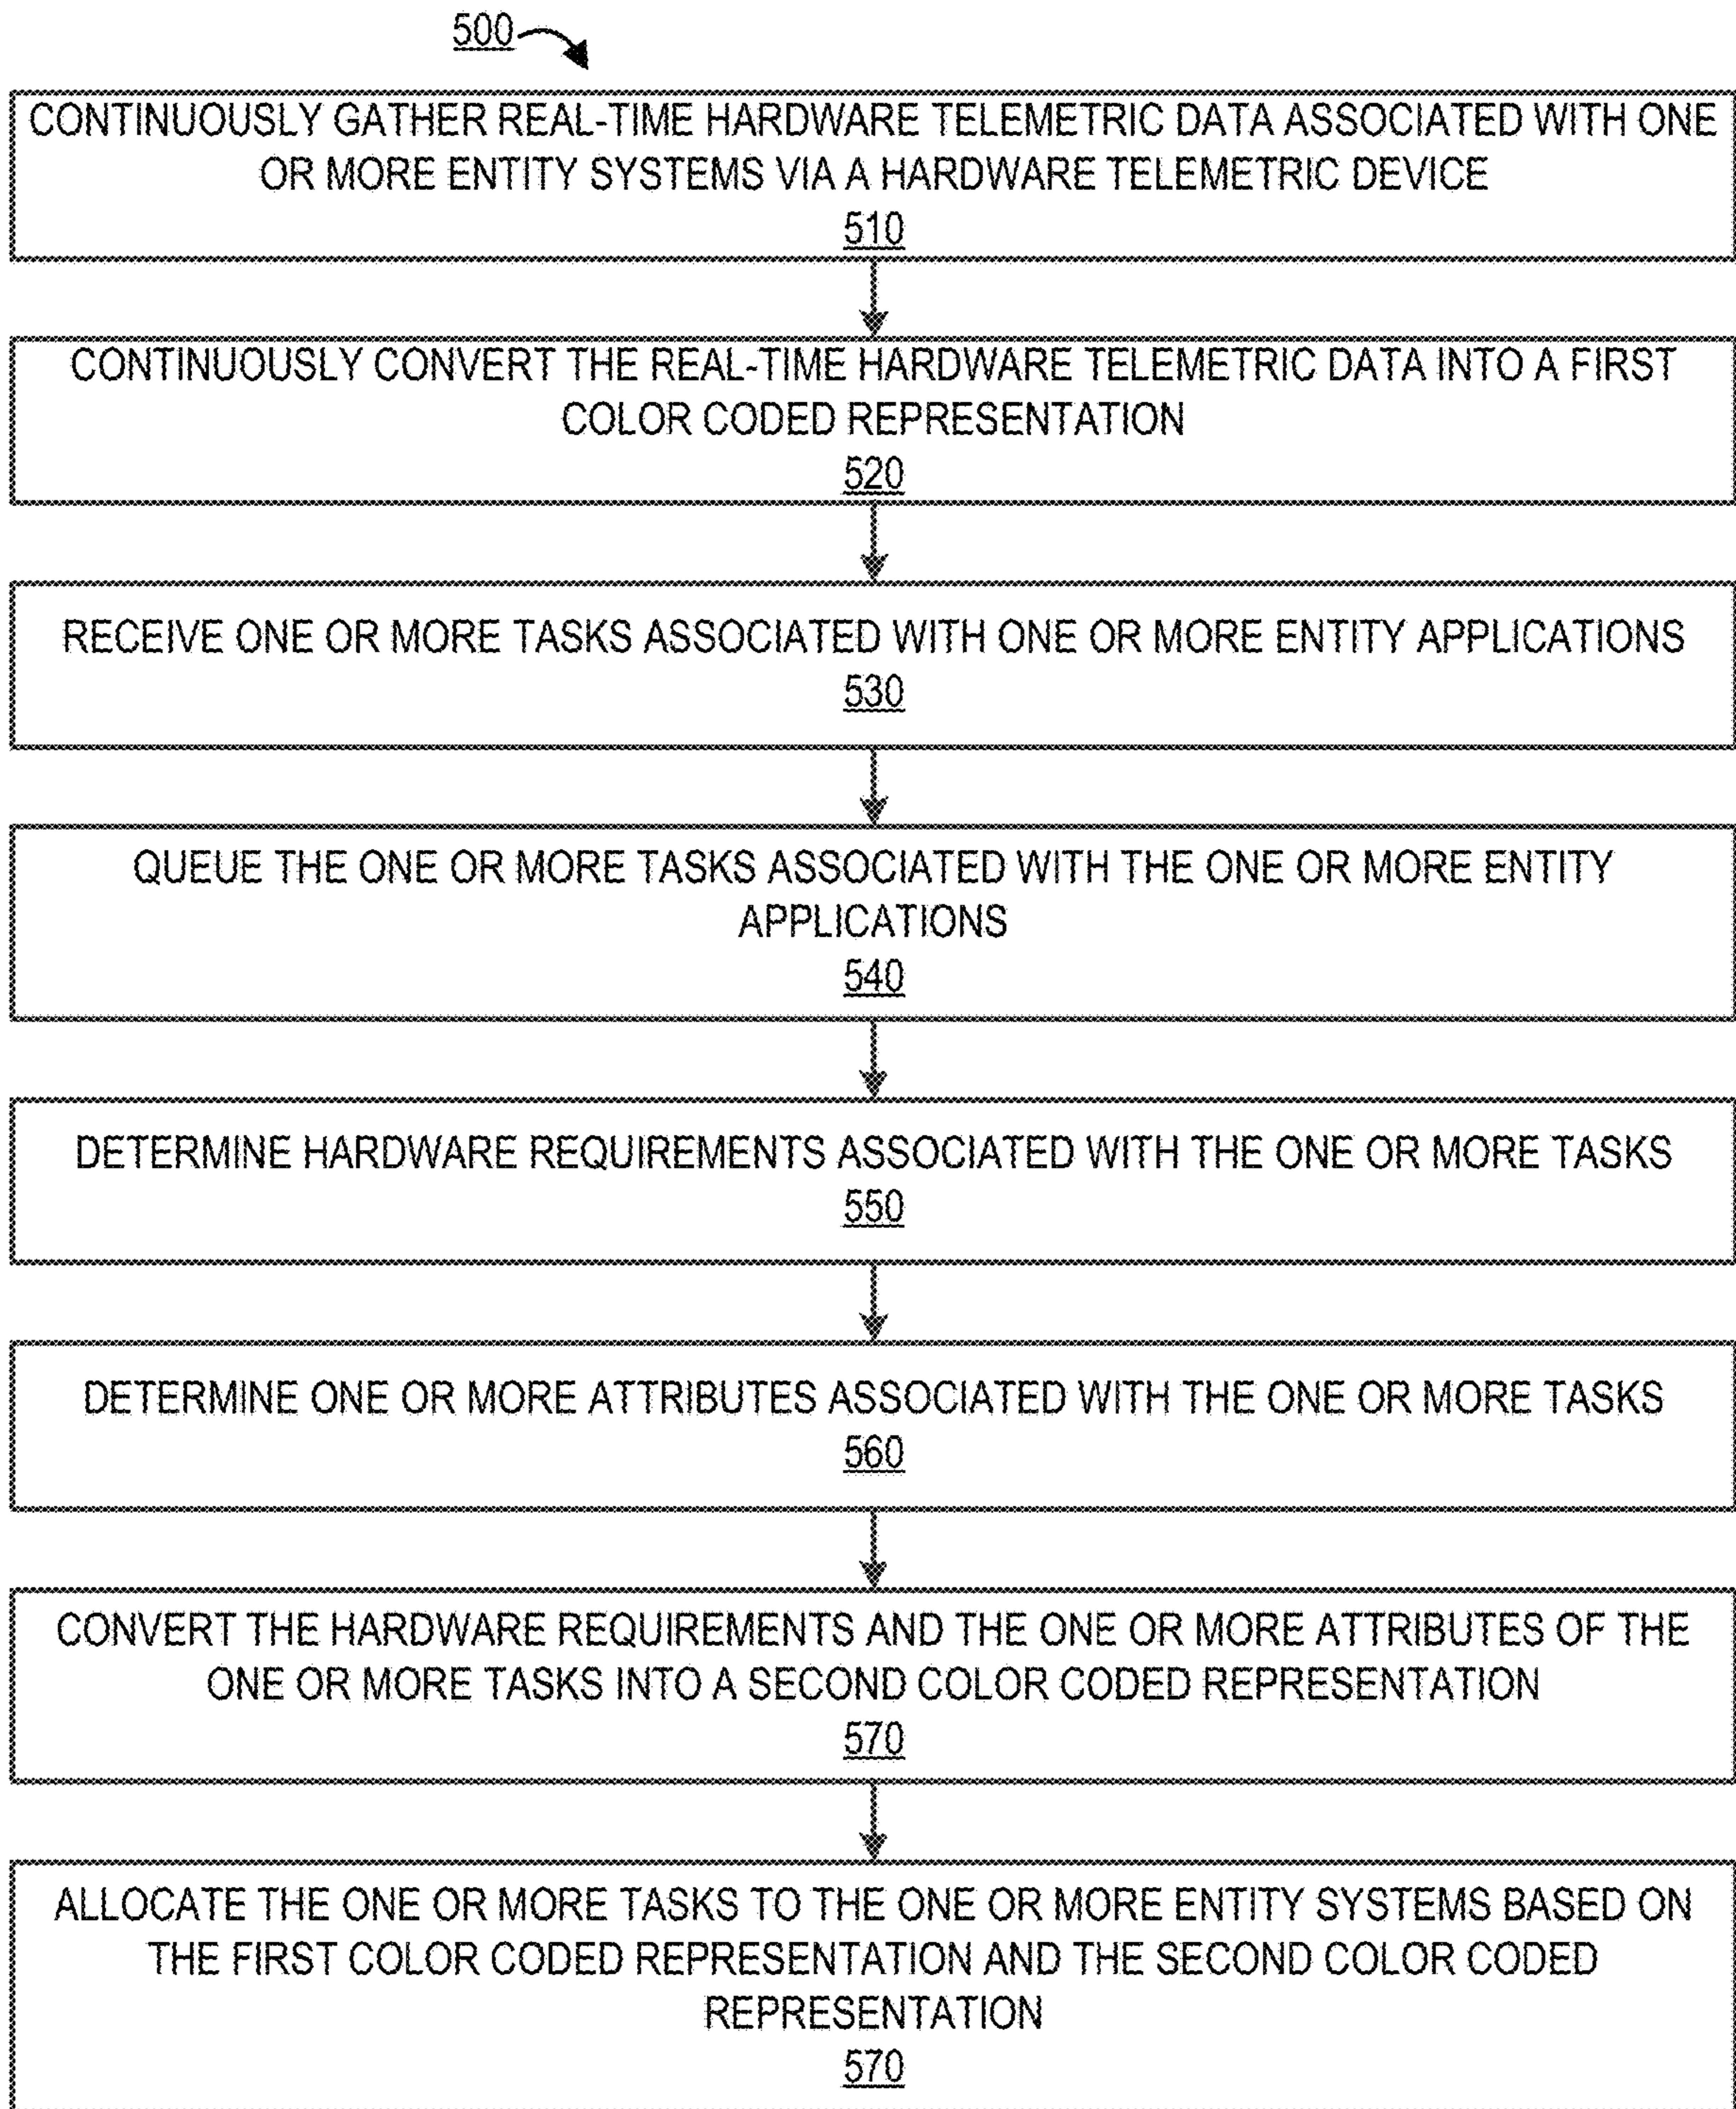 500
CONTINUOUSLY GATHER REAL-TIME HARDWARE TELEMETRIC DATA ASSOCIATED WITH ONE
OR MORE ENTITY SYSTEMS VIA A HARDWARE TELEMETRIC DEVICE
510
CONTINUOUSLY CONVERT THE REAL-TIME HARDWARE TELEMETRIC DATA INTO A FIRST
COLOR CODED REPRESENTATION
520
RECEIVE ONE OR MORE TASKS ASSOCIATED WITH ONE OR MORE ENTITY APPLICATIONS
530
QUEUE THE ONE OR MORE TASKS ASSOCIATED WITH THE ONE OR MORE ENTITY
APPLICATIONS
540
DETERMINE HARDWARE REQUIREMENTS ASSOCIATED WITH THE ONE OR MORE TASKS
550
DETERMINE ONE OR MORE ATTRIBUTES ASSOCIATED WITH THE ONE OR MORE TASKS
560
CONVERT THE HARDWARE REQUIREMENTS AND THE ONE OR MORE ATTRIBUTES OF THE
ONE OR MORE TASKS INTO A SECOND COLOR CODED REPRESENTATION
570
ALLOCATE THE ONE OR MORE TASKS TO THE ONE OR MORE ENTITY SYSTEMS BASED ON
THE FIRST COLOR CODED REPRESENTATION AND THE SECOND COLOR CODED
REPRESENTATION
570